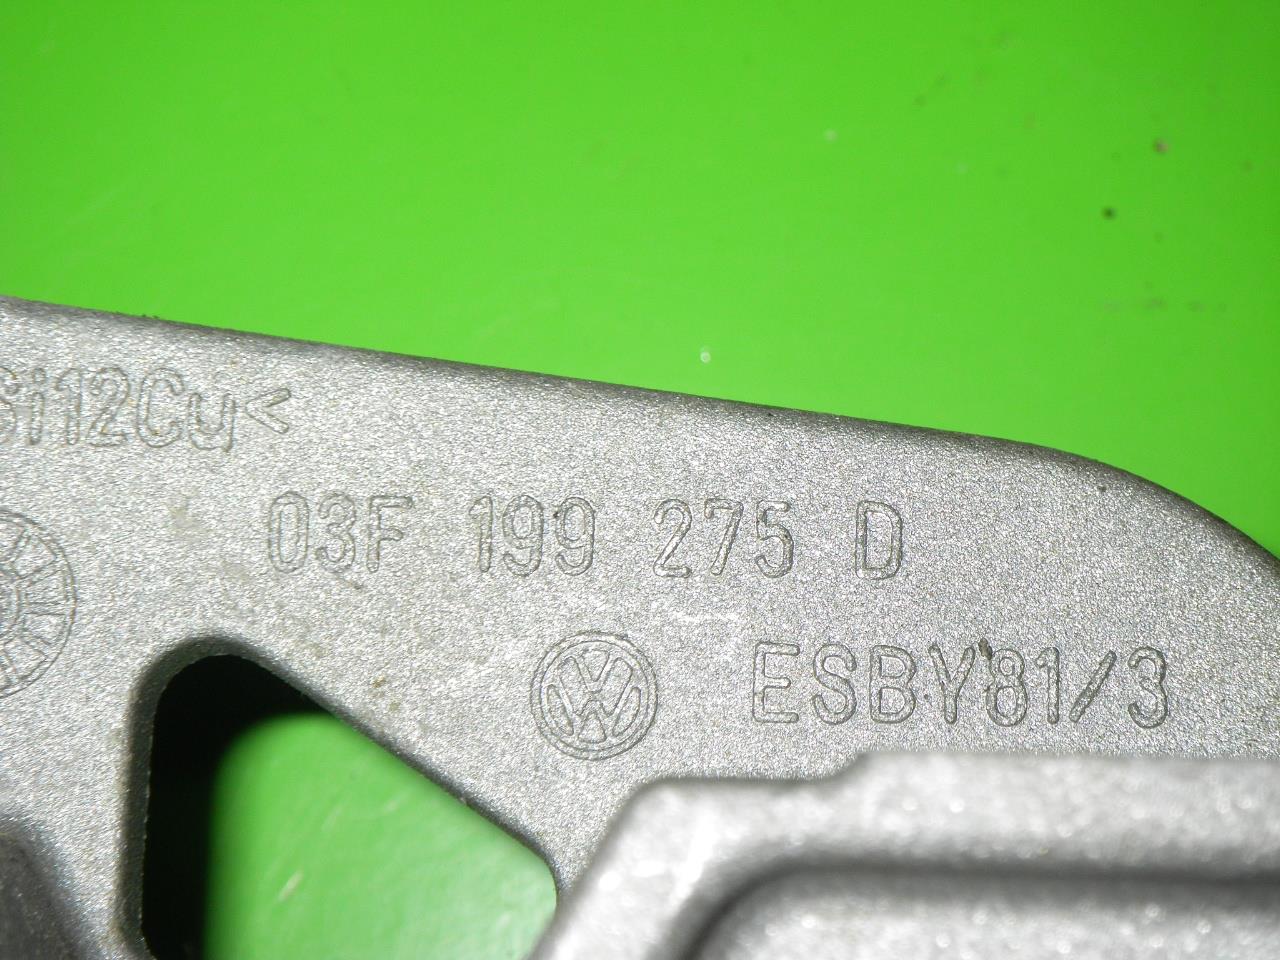 Si12Cu<
03F 199 275 D
ESBY81/3